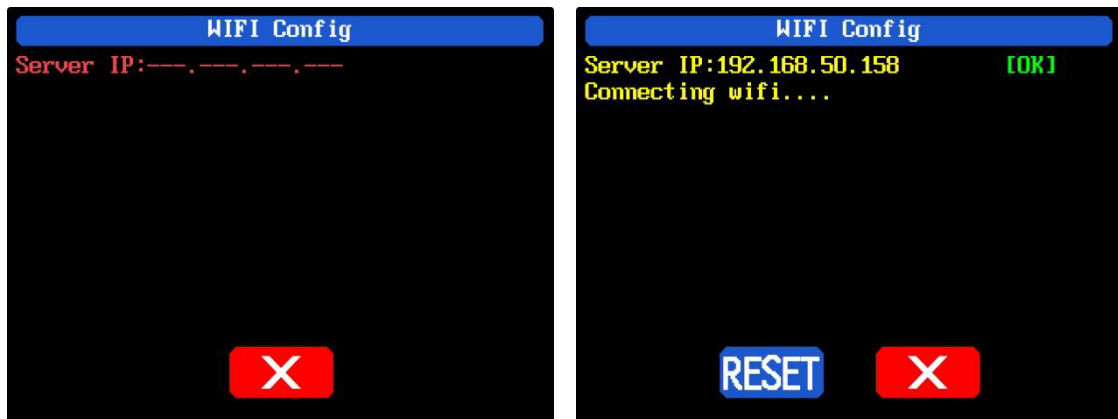 WIFI Config
Server IP:---.---.---.---
X
WIFI Config
Server IP:192.168.50.158 [OK]
Connecting wifi....
RESET X